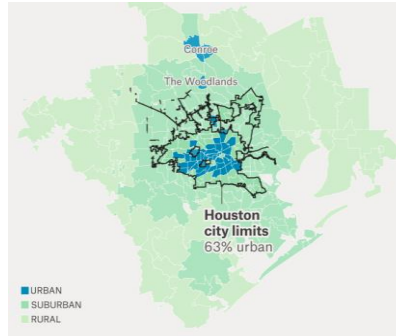 Conroe
The Woodlands
Houston
city limits
63% urban
URBAN
SUBURBAN
RURAL